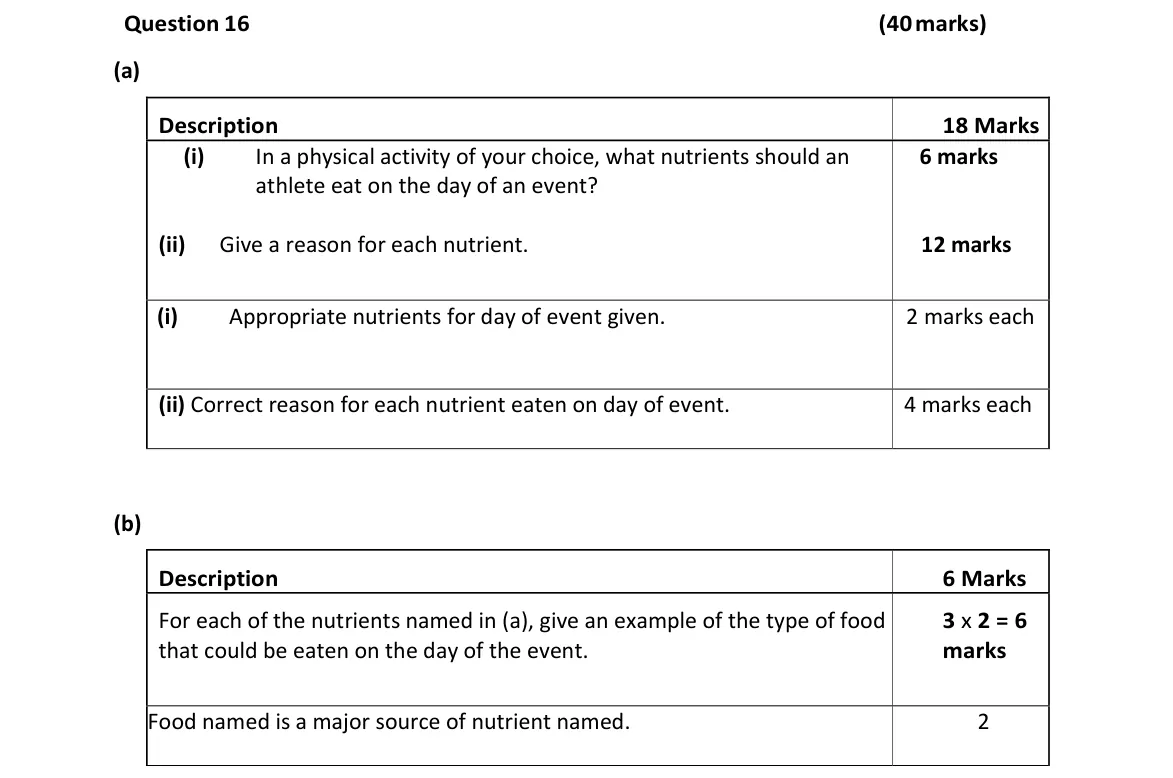 Question 16 (40 marks)
(a)
Description 18 Marks
(i) In a physical activity of your choice, what nutrients should an 6 marks
athlete eat on the day of an event?
(ii) Give a reason for each nutrient. 12 marks
(i) Appropriate nutrients for day of event given. 2 marks each
(ii) Correct reason for each nutrient eaten on day of event. 4 marks each
(b)
Description 6 Marks
For each of the nutrients named in (a), give an example of the type of food 3 x 2 = 6
that could be eaten on the day of the event. marks
Food named is a major source of nutrient named. 2